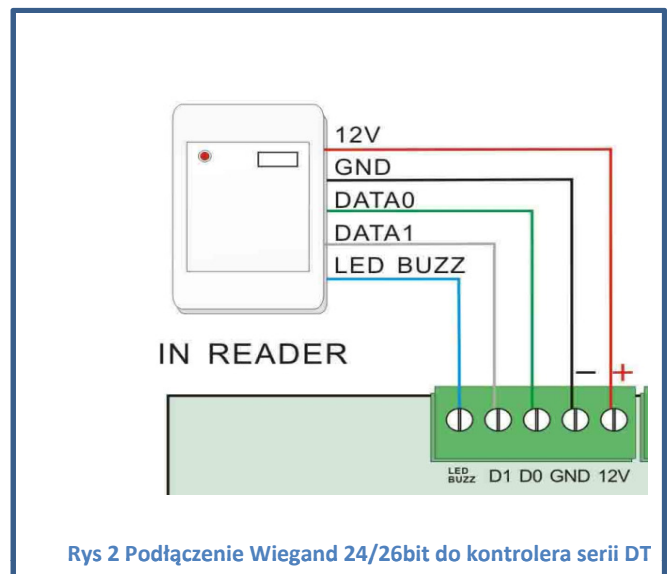 12V
GND
DATA0
DATA1
LED BUZZ
IN READER
− +
LED
BUZZ D1 D0 GND 12V
Rys 2 Podłączenie Wiegand 24/26bit do kontrolera serii DT